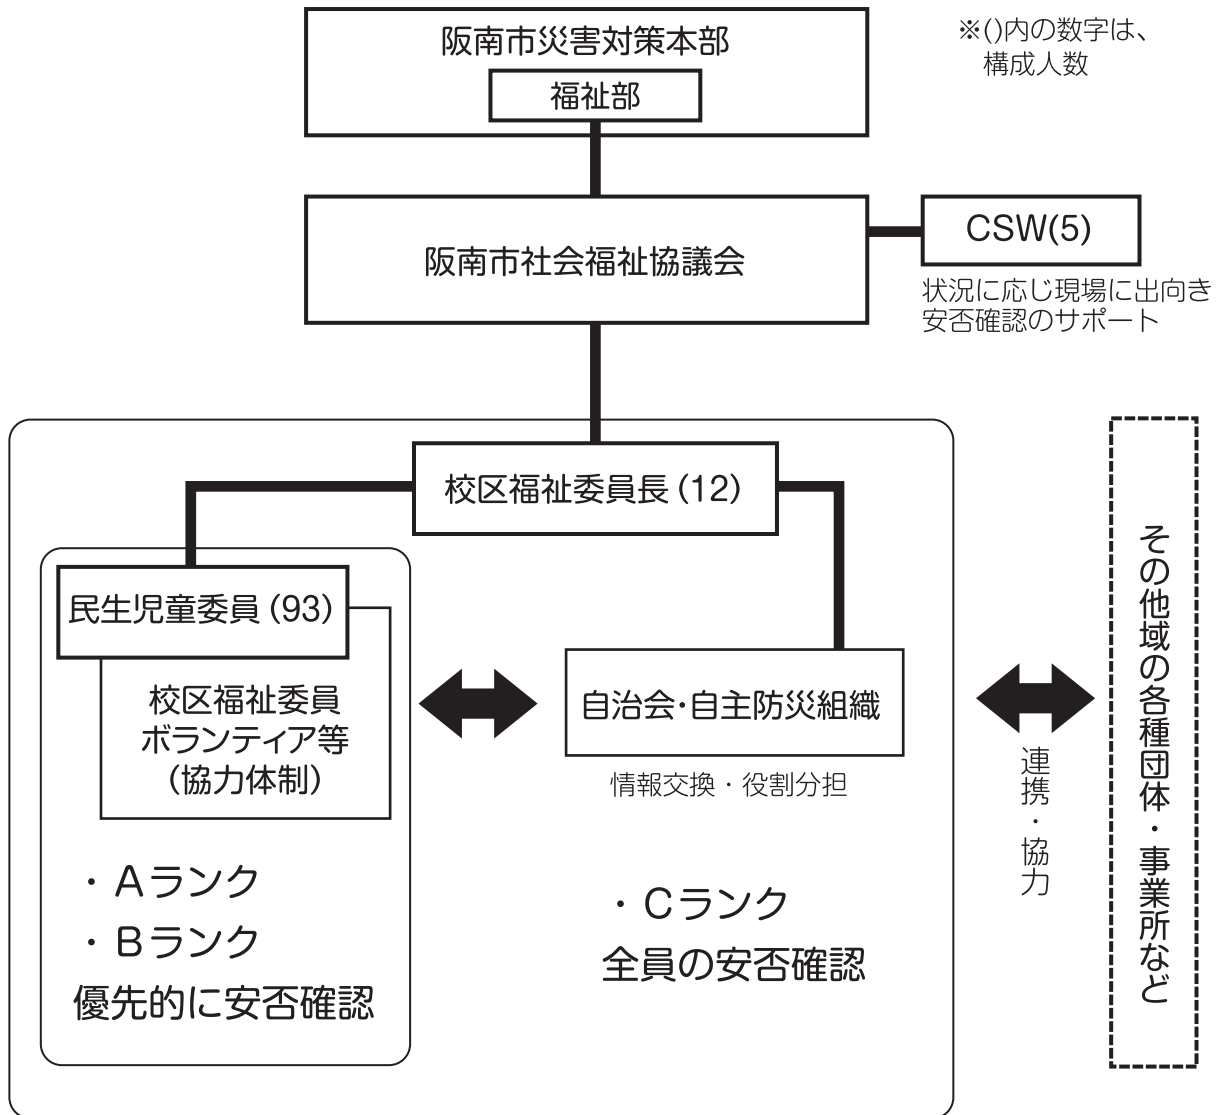 阪南市災害対策本部
福祉部
※()内の数字は、
構成人数
阪南市社会福祉協議会
CSW(5)
状況に応じ現場に出向き
安否確認のサポート
校区福祉委員長(12)
民生児童委員(93)
校区福祉委員
ボランティア等
(協力体制)
自治会・自主防災組織
情報交換・役割分担
・Aランク
・Bランク
優先的に安否確認
・Cランク
全員の安否確認
連携・協力
その他域の各種団体・事業所など